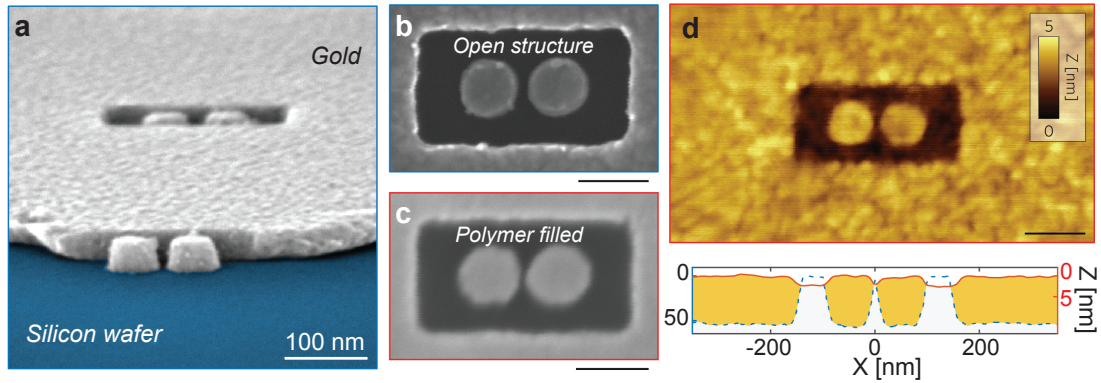 a
Gold
Silicon wafer
100 nm
b
Open structure
c
Polymer filled
d
5
Z [nm]
0
0
50
0
5
Z [nm]
-200
0
200
X [nm]